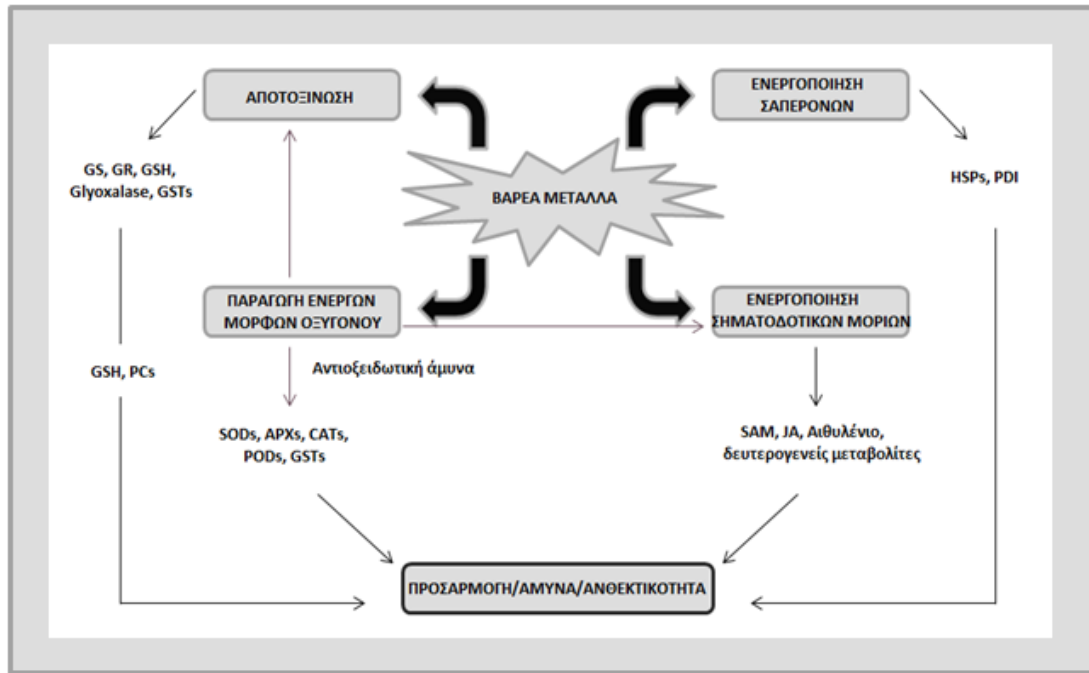 ΑΠΟΤΟΞΙΝΩΣΗ
ΕΝΕΡΓΟΠΟΙΗΣΗ
ΣΑΠΕΡΟΝΩΝ
GS, GR, GSH,
Glyoxalase, GSTs
ΒΑΡΕΑ ΜΕΤΑΛΛΑ
HSPs, PDI
ΠΑΡΑΓΩΓΗ ΕΝΕΡΓΩΝ
ΜΟΡΦΩΝ ΟΞΥΓΟΝΟΥ
ΕΝΕΡΓΟΠΟΙΗΣΗ
ΣΗΜΑΤΟΔΟΤΙΚΩΝ ΜΟΡΙΩΝ
GSH, PCs
Αντιοξειδωτική άμυνα
SODs, APXs, CATs,
PODs, GSTs
SAM, JA, Αιθυλένιο,
δευτερογενείς μεταβολίτες
ΠΡΟΣΑΡΜΟΓΗ/ΑΜΥΝΑ/ΑΝΘΕΚΤΙΚΟΤΗΤΑ